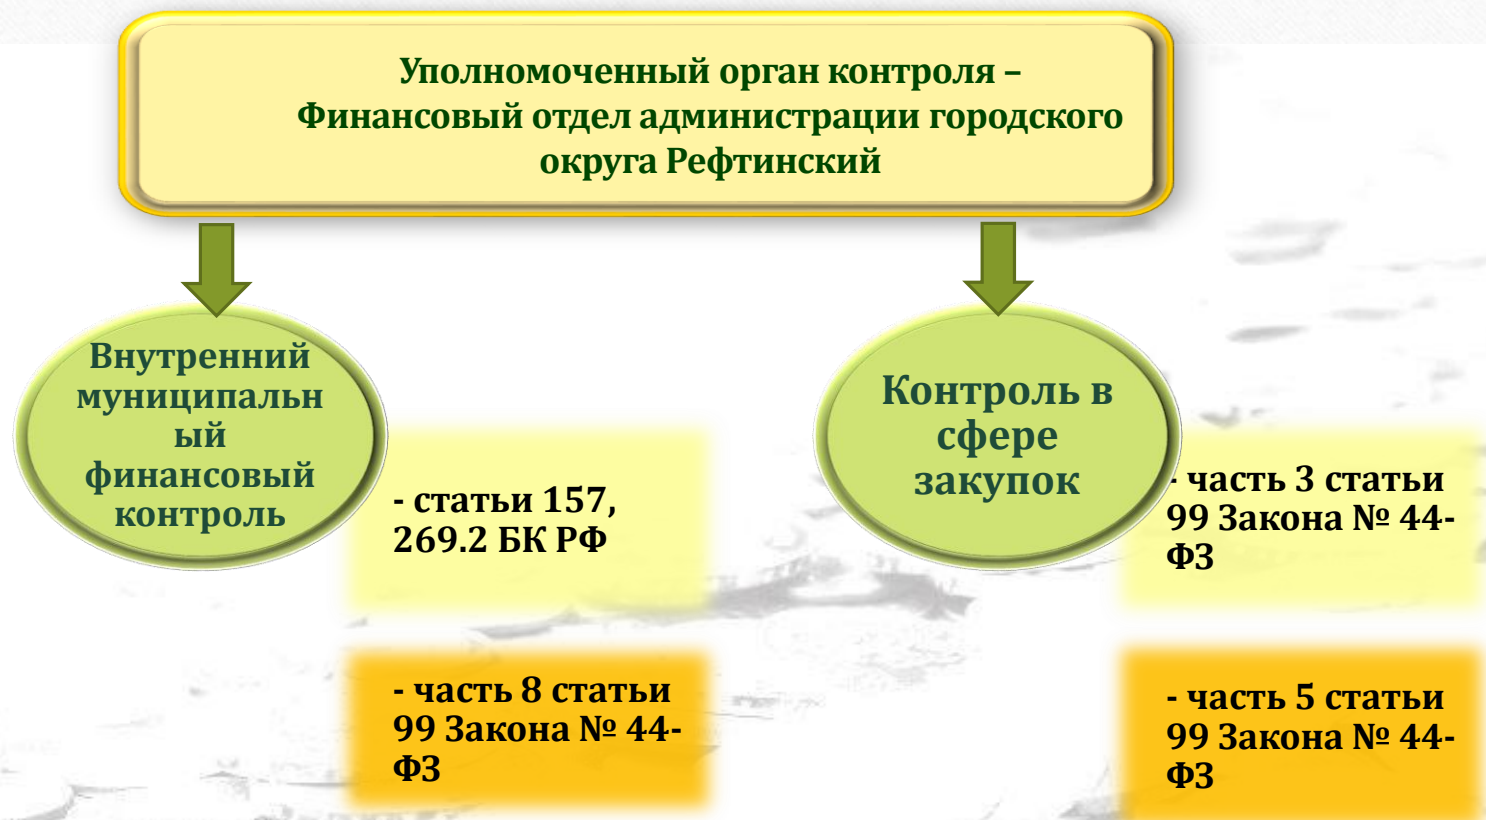 Уполномоченный орган контроля –
Финансовый отдел администрации городского
округа Рефтинский
Внутренний
муниципальн
ый
финансовый
контроль
- статьи 157,
269.2 БК РФ
- часть 8 статьи
99 Закона № 44-
ФЗ
Контроль в
сфере
закупок
- часть 3 статьи
99 Закона № 44-
ФЗ
- часть 5 статьи
99 Закона № 44-
ФЗ